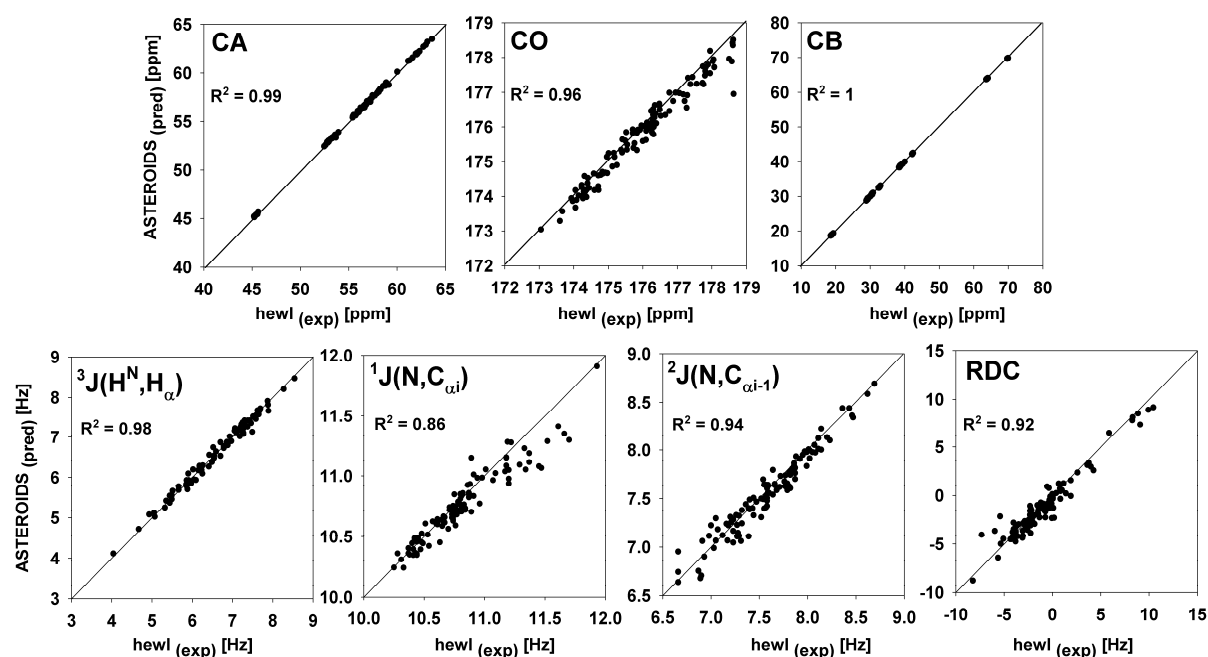 CA
R² = 0.99
ASTEROIDS (pred) [ppm]
65
60
55
50
45
40
40 45 50 55 60 65
hewl (exp) [ppm]
CO
R² = 0.96
179
178
177
176
175
174
173
172
172 173 174 175 176 177 178 179
hewl (exp) [ppm]
CB
R² = 1
80
70
60
50
40
30
20
10
10 20 30 40 50 60 70 80
hewl (exp) [ppm]
³J(Hᴺ,Hα)
R² = 0.98
ASTEROIDS (pred) [Hz]
9
8
7
6
5
4
3
3 4 5 6 7 8 9
hewl (exp) [Hz]
¹J(N,Cαi)
R² = 0.86
12.0
11.5
11.0
10.5
10.0
10.0 10.5 11.0 11.5 12.0
hewl (exp) [Hz]
²J(N,Cαi-1)
R² = 0.94
9.0
8.5
8.0
7.5
7.0
6.5
6.5 7.0 7.5 8.0 8.5 9.0
hewl (exp) [Hz]
RDC
R² = 0.92
15
10
5
0
-5
-10
-10 -5 0 5 10 15
hewl (exp) [Hz]